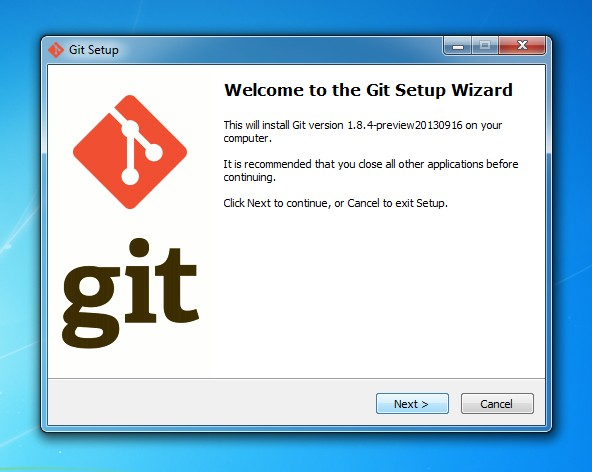 Git Setup
Welcome to the Git Setup Wizard
This will install Git version 1.8.4-preview20130916 on your
computer.
It is recommended that you close all other applications before
continuing.
Click Next to continue, or Cancel to exit Setup.
git
Next >
Cancel